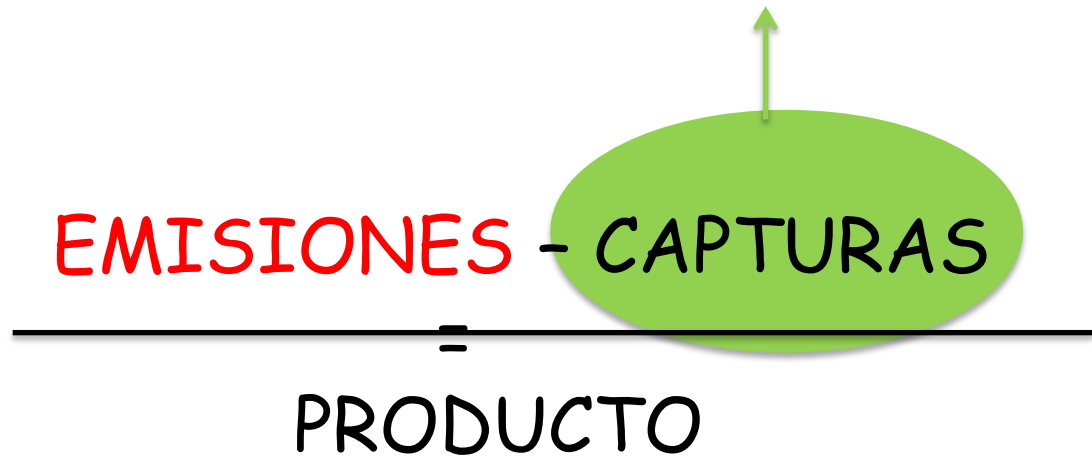 EMISIONES - CAPTURAS
=
PRODUCTO